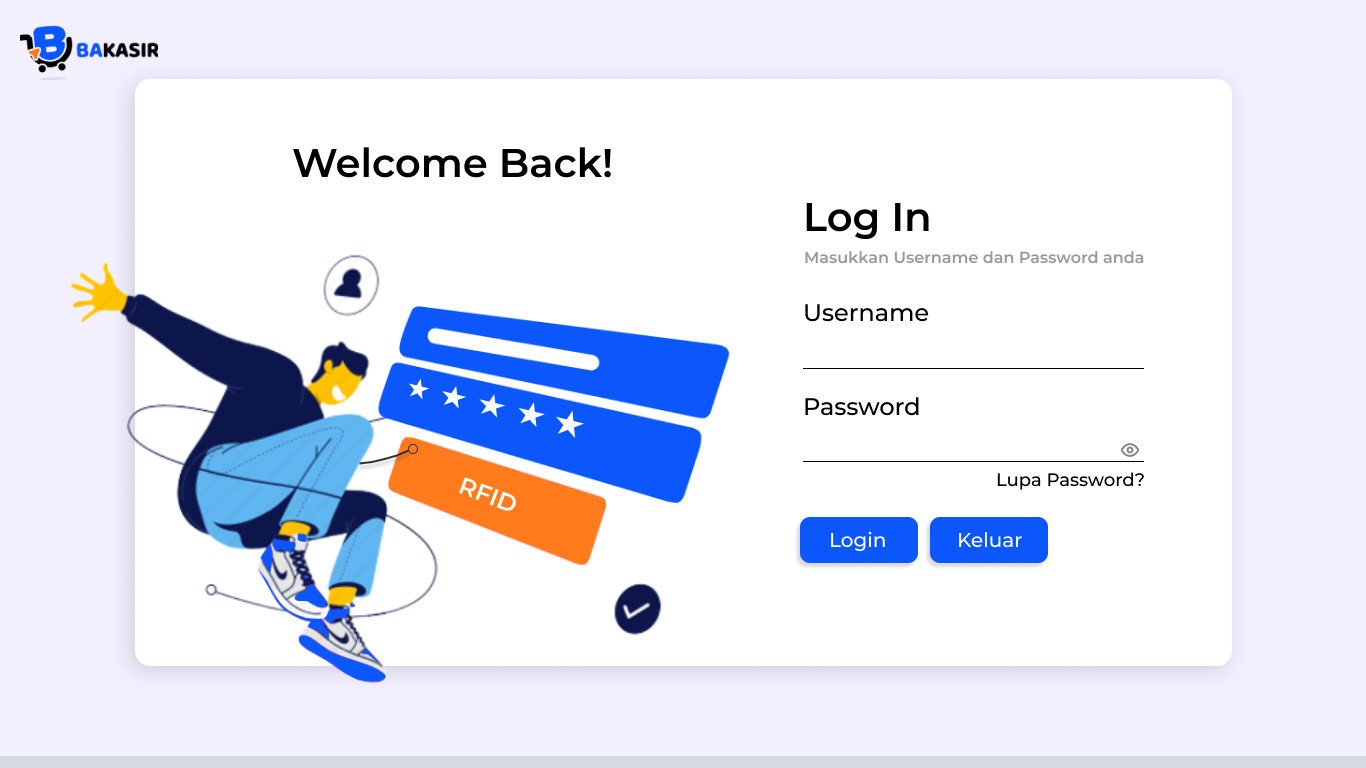 BAKASIR
Welcome Back!
Log In
Masukkan Username dan Password anda
Username
Password
Lupa Password?
Login
Keluar
RFID